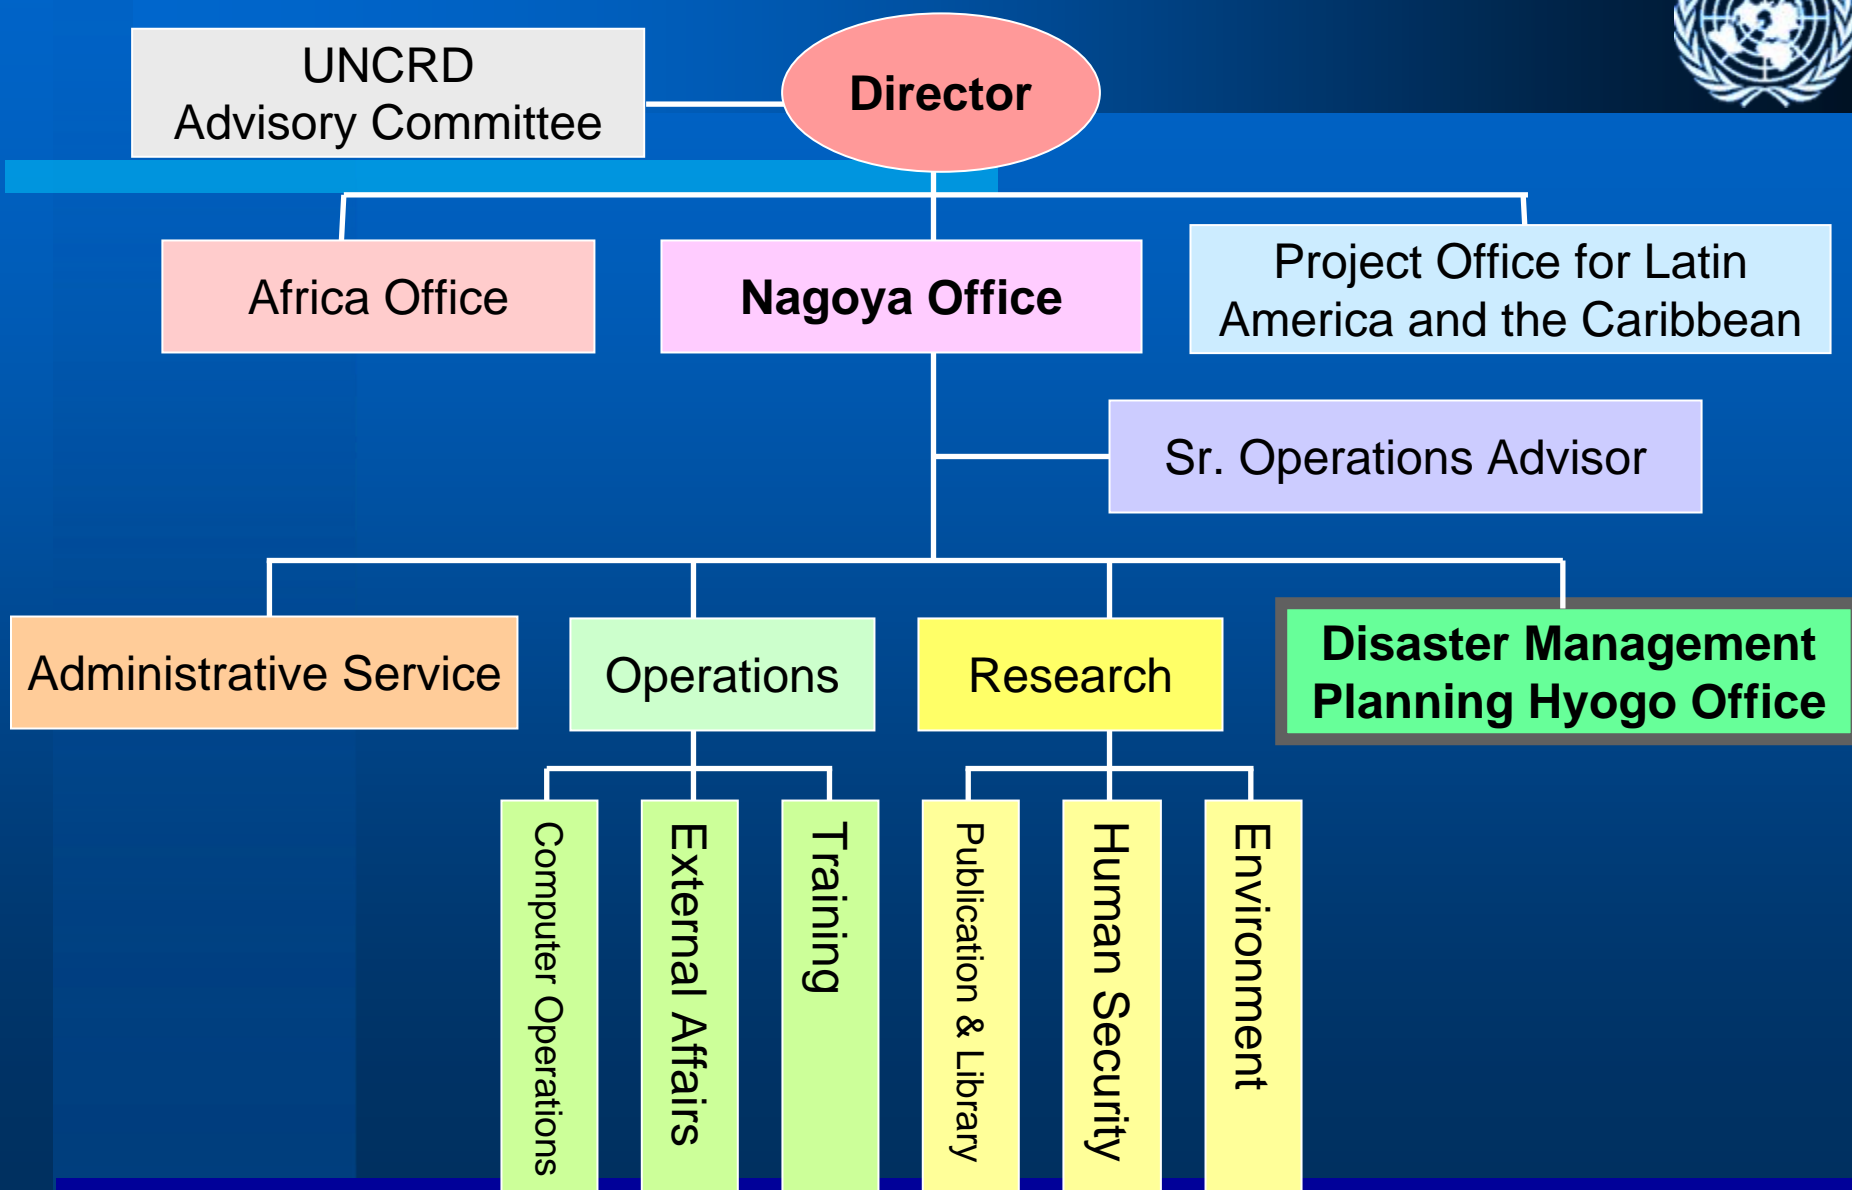 UNCRD
Advisory Committee
Director
Africa Office
Nagoya Office
Project Office for Latin
America and the Caribbean
Sr. Operations Advisor
Administrative Service
Operations
Research
Disaster Management
Planning Hyogo Office
Computer Operations
External Affairs
Training
Publication & Library
Human Security
Environment